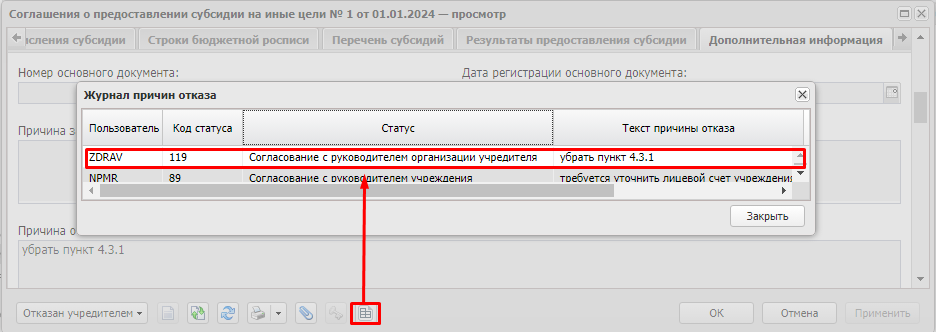 Соглашения о предоставлении субсидии на иные цели № 1 от 01.01.2024 — просмотр
исления субсидии Строки бюджетной росписи Перечень субсидий Результаты предоставления субсидии Дополнительная информация
Номер основного документа: Дата регистрации основного документа:
Журнал причин отказа
Пользователь Код статуса Статус Текст причины отказа
Причина з
ZDRAV 119 Согласование с руководителем организации учредителя убрать пункт 4.3.1
NPMR 89 Согласование с руководителем учреждения требуется уточнить лицевой счет учреждения
Закрыть
Причина о
убрать пункт 4.3.1
Отказан учредителем ОК Отмена Применить